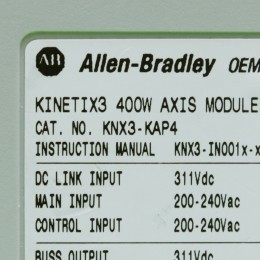 AB Allen-Bradley OEM
KINETIX3 400W AXIS MODULE
CAT. NO. KNX3-KAP4
INSTRUCTION MANUAL KNX3-IN001x-x
DC LINK INPUT 311Vdc
MAIN INPUT 200-240Vac
CONTROL INPUT 200-240Vac
BUSS OUTPUT 311Vdc